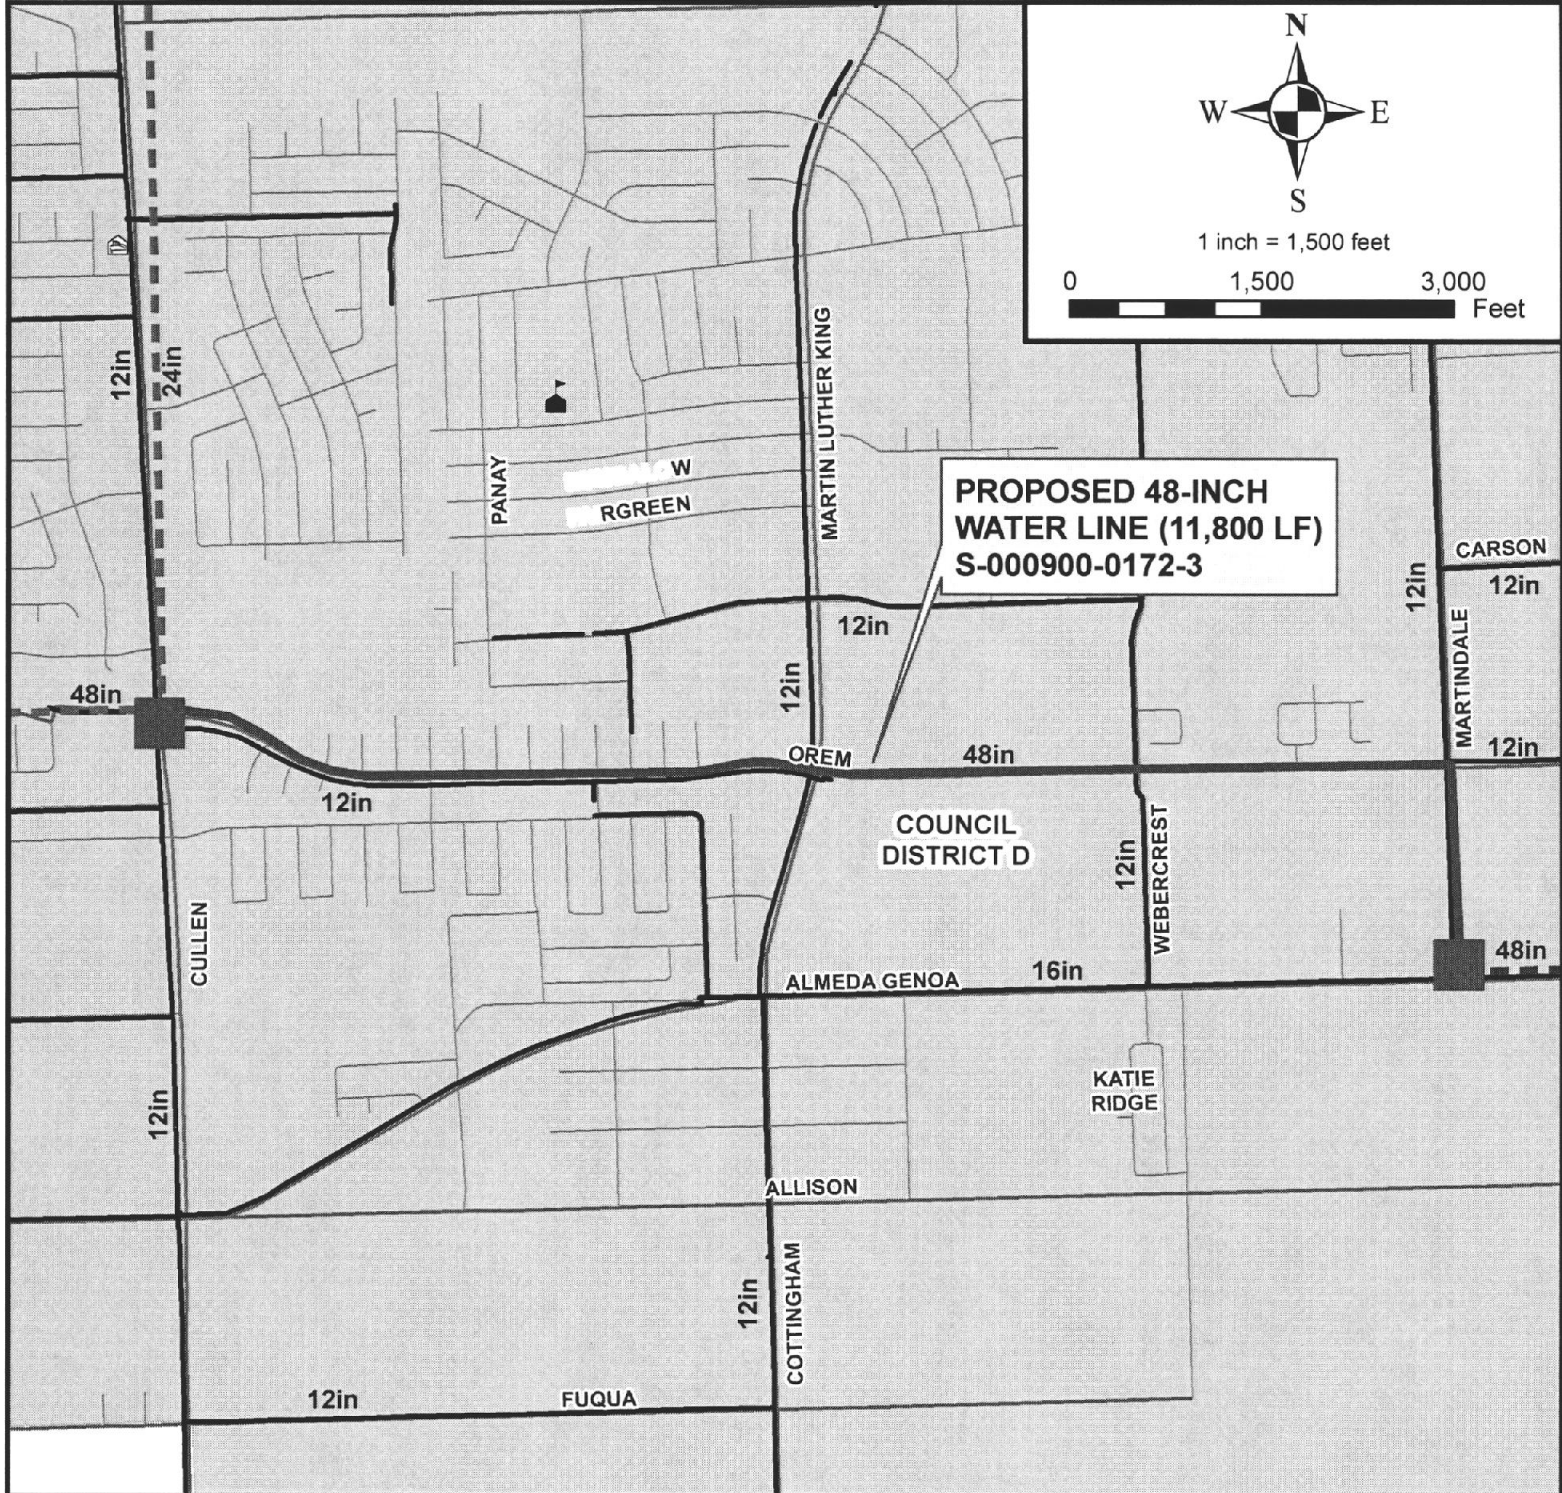 N
W E
S
1 inch = 1,500 feet
0 1,500 3,000
Feet
12in
24in
MARTIN LUTHER KING
PANAY
W
RGREEN
PROPOSED 48-INCH
WATER LINE (11,800 LF)
S-000900-0172-3
CARSON
12in
12in
MARTINDALE
12in
12in
48in
OREM
48in
12in
12in
COUNCIL
DISTRICT D
12in
WEBERCREST
CULLEN
48in
ALMEDA GENOA
16in
KATIE
RIDGE
12in
ALLISON
12in
COTTINGHAM
12in
FUQUA